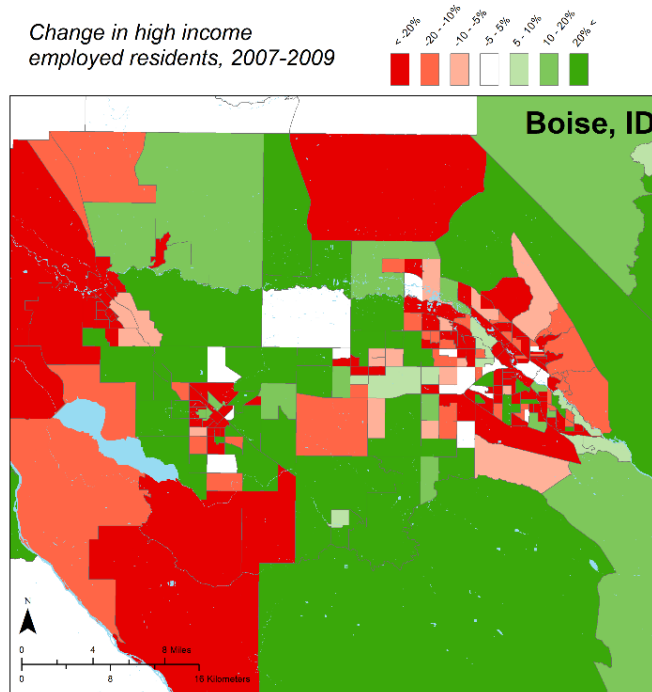 Change in high income
employed residents, 2007-2009
< -20%
-20 - -10%
-10 - -5%
-5 - 5%
5 - 10%
10 - 20%
20% <
Boise, ID
N
0 4 8 Miles
0 8 16 Kilometers